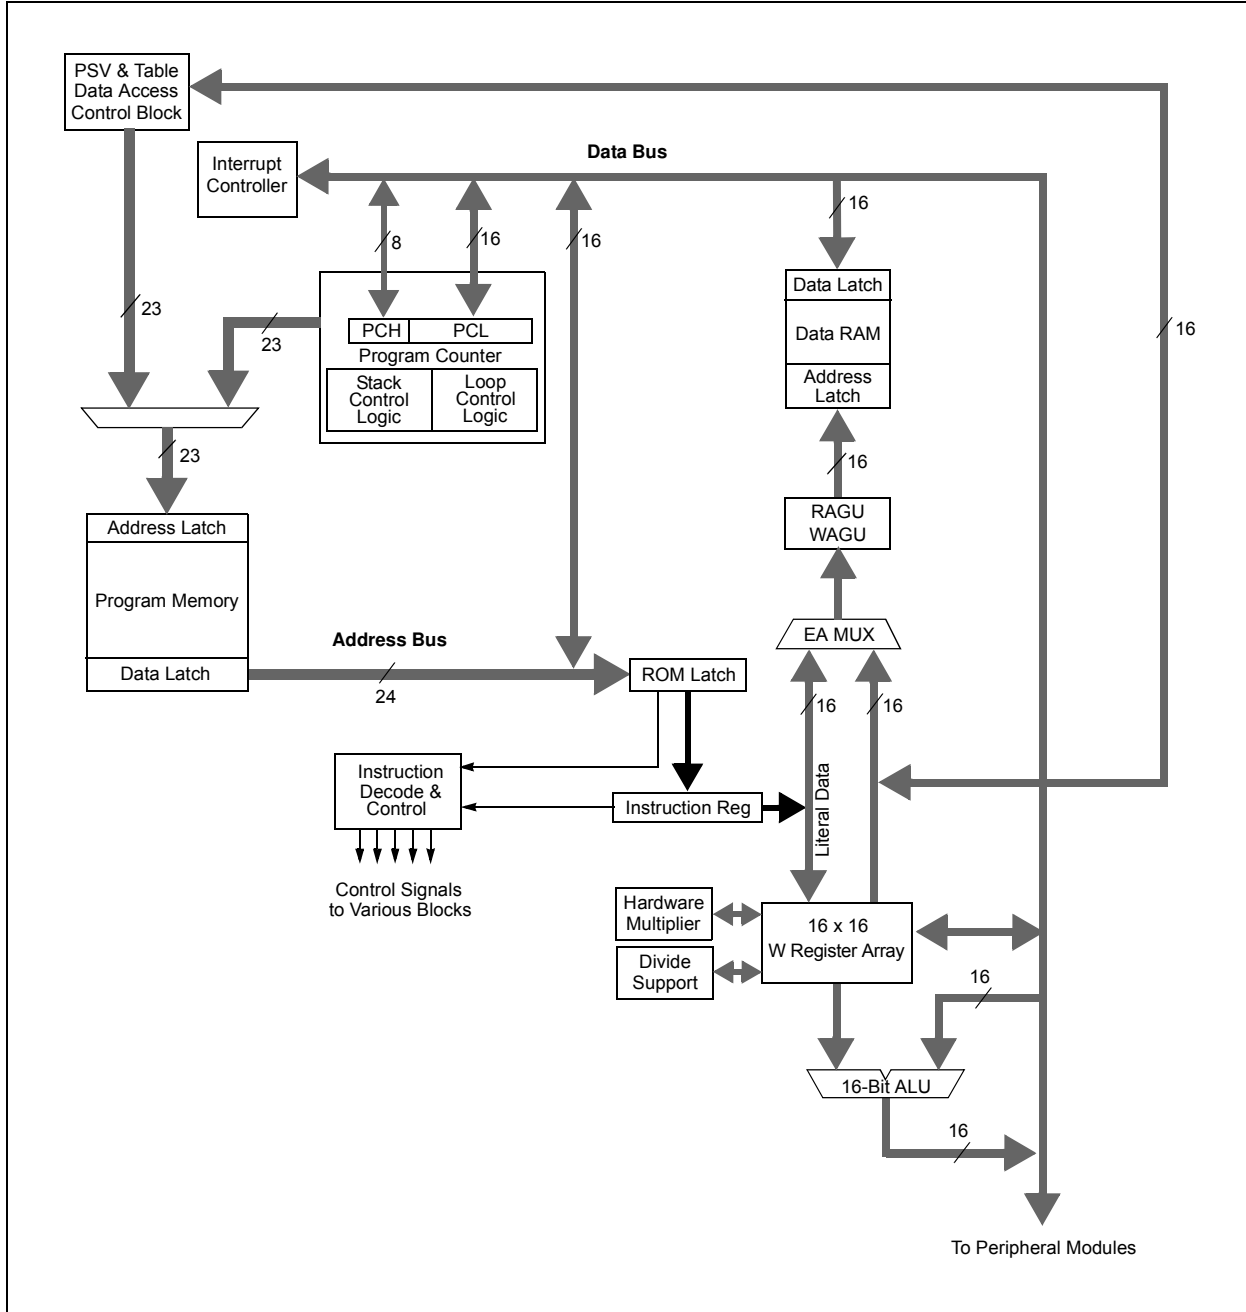 PSV & Table
Data Access
Control Block
Data Bus
Interrupt
Controller
16
8
16
16
Data Latch
23
23
PCH
PCL
Data RAM
16
Program Counter
Stack
Control
Logic
Loop
Control
Logic
Address
Latch
23
16
RAGU
WAGU
Address Latch
Program Memory
EA MUX
Address Bus
Data Latch
24
ROM Latch
16
16
Instruction
Decode &
Control
Literal Data
Instruction Reg
Control Signals
to Various Blocks
Hardware
Multiplier
16 x 16
W Register Array
Divide
Support
16
16-Bit ALU
16
To Peripheral Modules